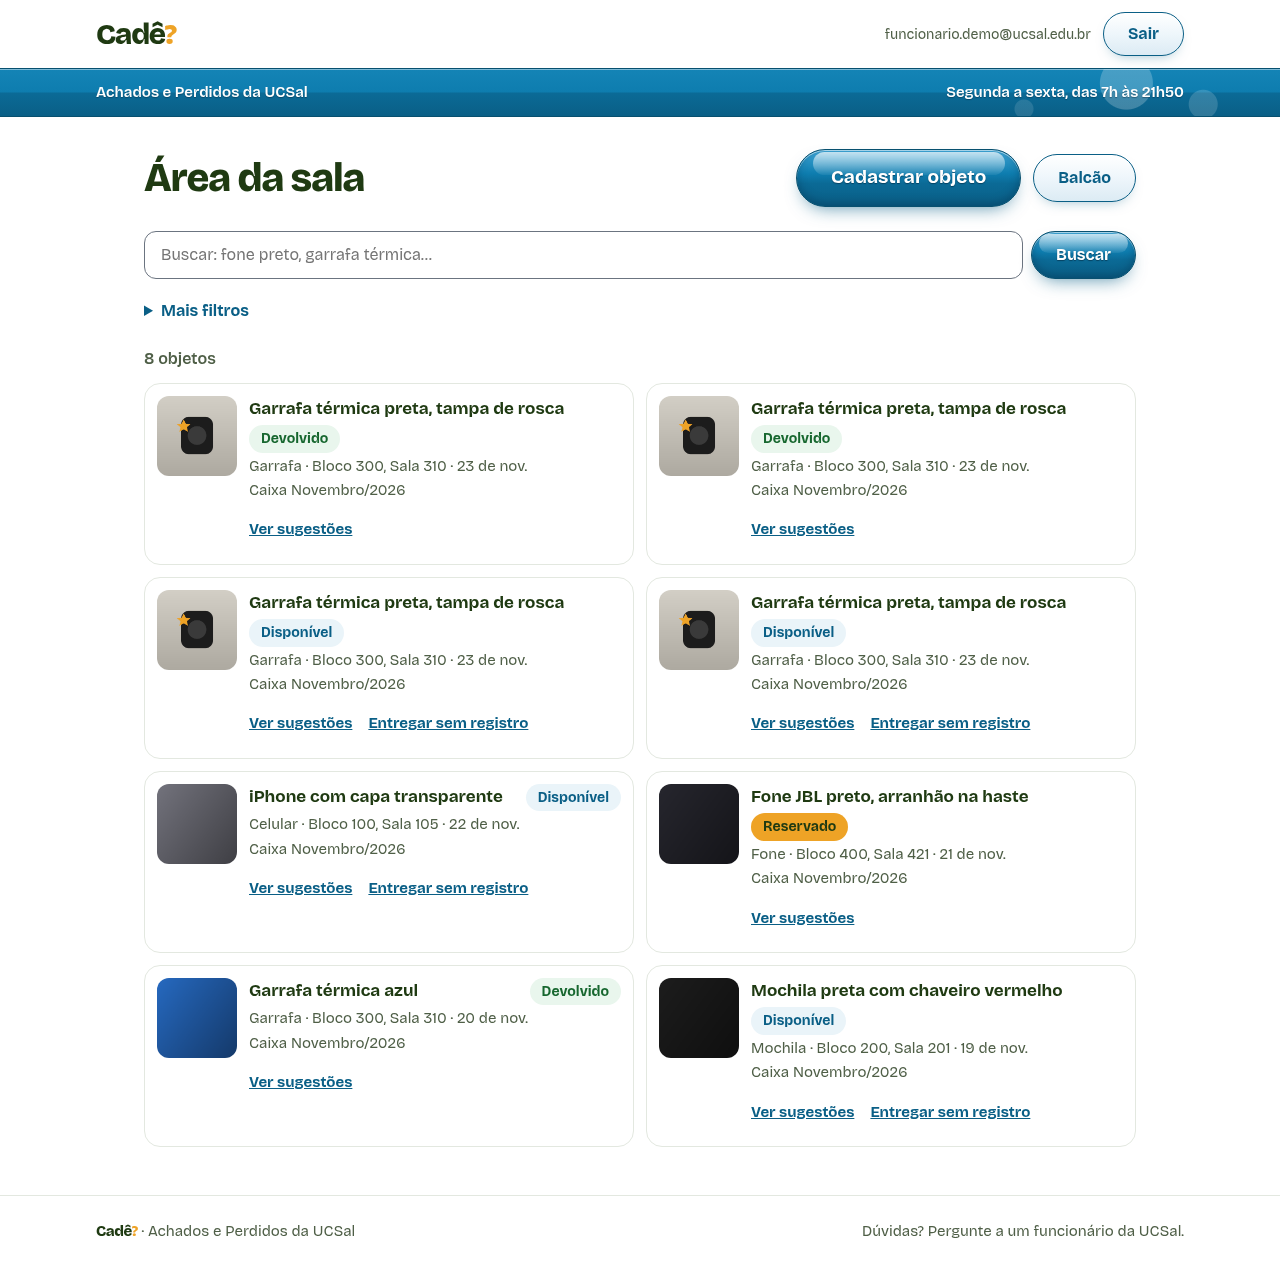 Cadê?
funcionario.demo@ucsal.edu.br
Sair
Achados e Perdidos da UCSal
Segunda a sexta, das 7h às 21h50
Área da sala
Cadastrar objeto
Balcão
Buscar: fone preto, garrafa térmica...
Buscar
Mais filtros
8 objetos
Garrafa térmica preta, tampa de rosca
Devolvido
Garrafa · Bloco 300, Sala 310 · 23 de nov.
Caixa Novembro/2026
Ver sugestões
Garrafa térmica preta, tampa de rosca
Devolvido
Garrafa · Bloco 300, Sala 310 · 23 de nov.
Caixa Novembro/2026
Ver sugestões
Garrafa térmica preta, tampa de rosca
Disponível
Garrafa · Bloco 300, Sala 310 · 23 de nov.
Caixa Novembro/2026
Ver sugestões Entregar sem registro
Garrafa térmica preta, tampa de rosca
Disponível
Garrafa · Bloco 300, Sala 310 · 23 de nov.
Caixa Novembro/2026
Ver sugestões Entregar sem registro
iPhone com capa transparente Disponível
Celular · Bloco 100, Sala 105 · 22 de nov.
Caixa Novembro/2026
Ver sugestões Entregar sem registro
Fone JBL preto, arranhão na haste
Reservado
Fone · Bloco 400, Sala 421 · 21 de nov.
Caixa Novembro/2026
Ver sugestões
Garrafa térmica azul Devolvido
Garrafa · Bloco 300, Sala 310 · 20 de nov.
Caixa Novembro/2026
Ver sugestões
Mochila preta com chaveiro vermelho
Disponível
Mochila · Bloco 200, Sala 201 · 19 de nov.
Caixa Novembro/2026
Ver sugestões Entregar sem registro
Cadê? · Achados e Perdidos da UCSal
Dúvidas? Pergunte a um funcionário da UCSal.